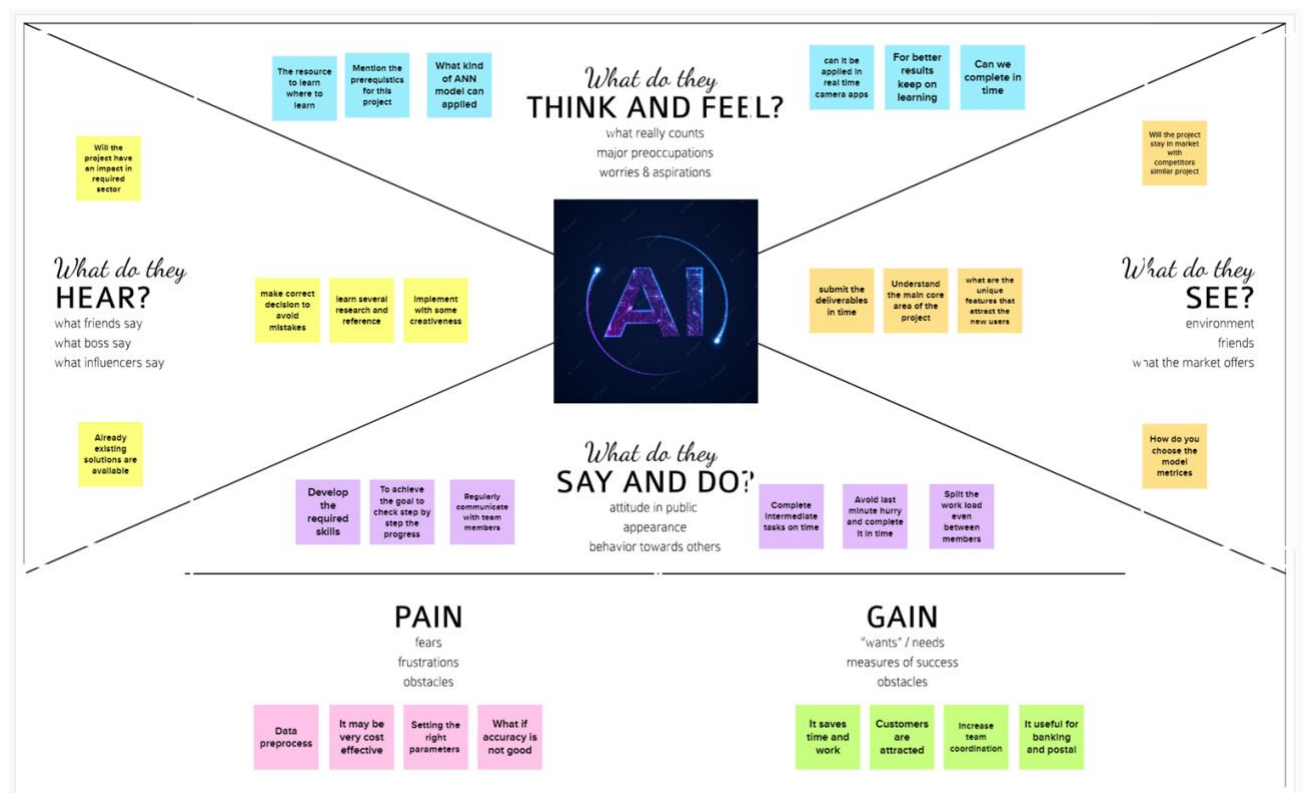 The resource
to learn
where to
learn
Mention the
prerequistics
for this
project
What kind
of ANN
model can
applied
What do they
THINK AND FEEL?
what really counts
major preoccupations
worries & aspirations
can it be
applied in
real time
camera apps
For better
results
keep on
learning
Can we
complete in
time
Will the
project have
an impact in
required
sector
What do they
HEAR?
what friends say
what boss say
what influencers say
make correct
decision to
avoid
mistakes
learn several
research and
reference
Implement
with some
creativeness
Already
existing
solutions are
available
AI
Will the project
stay in market
with
competitors
similar project
submit the
deliverables
in time
Understand
the main core
area of the
project
what are the
unique
features that
attract the
new users
What do they
SEE?
environment
friends
what the market offers
How do you
choose the
model
metrices
What do they
SAY AND DO?
attitude in public
appearance
behavior towards others
Develop
the
required
skills
To achieve
the goal to
check step by
step the
progress
Regularly
communicate
with team
members
Complete
intermediate
tasks on time
Avoid last
minute hurry
and complete
it in time
Split the
work load
even
between
members
PAIN
fears
frustrations
obstacles
Data
preprocess
It may be
very cost
effective
Setting the
right
parameters
What if
accuracy is
not good
GAIN
"wants" / needs
measures of success
obstacles
It saves
time and
work
Customers
are
attracted
Increase
team
coordination
It useful for
banking
and postal